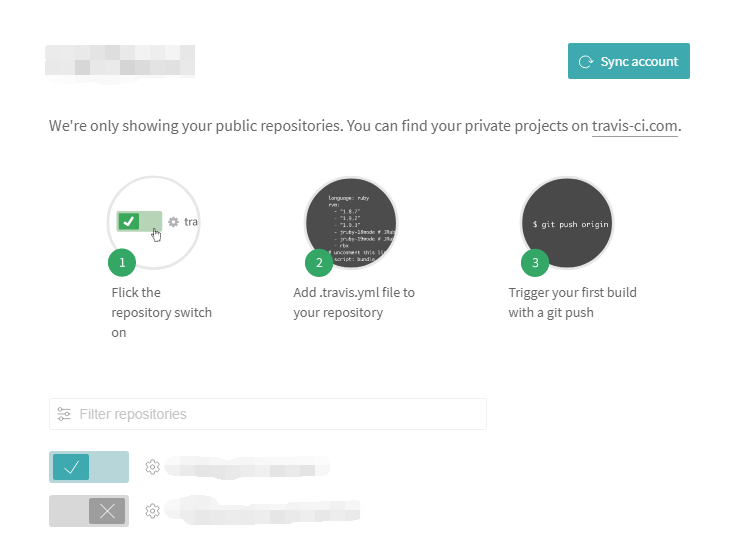 Sync account
We're only showing your public repositories. You can find your private projects on travis-ci.com.
tra
language: ruby
rvm:
- "1.8.7"
- "1.9.2"
- "1.9.3"
- jruby-18mode # JRub
- jruby-19mode # JRu
- rbx
# uncomment this li
script: bundle
$ git push origin
1
2
3
Flick the
repository switch
on
Add .travis.yml file to
your repository
Trigger your first build
with a git push
Filter repositories